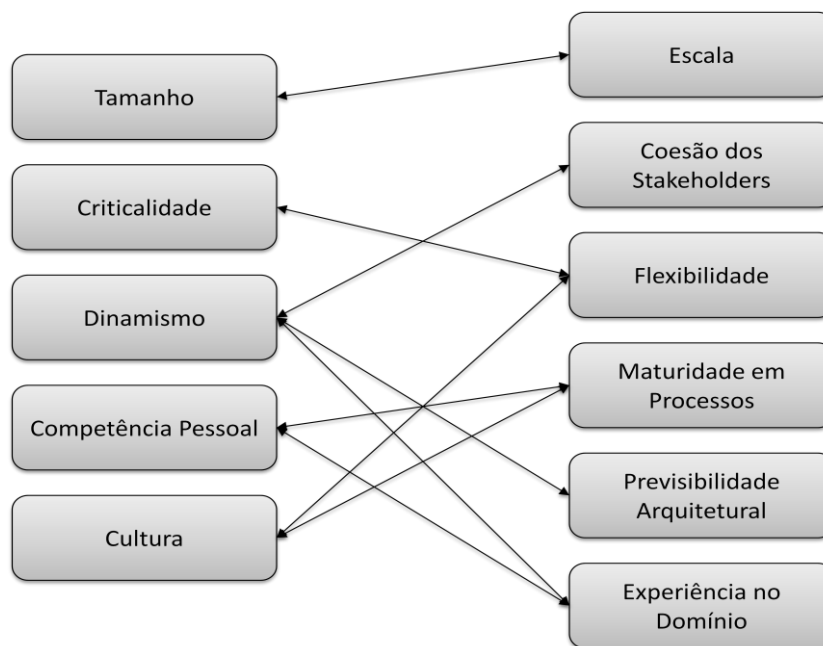 Tamanho
Criticalidade
Dinamismo
Competência Pessoal
Cultura
Escala
Coesão dos
Stakeholders
Flexibilidade
Maturidade em
Processos
Previsibilidade
Arquitetural
Experiência no
Domínio